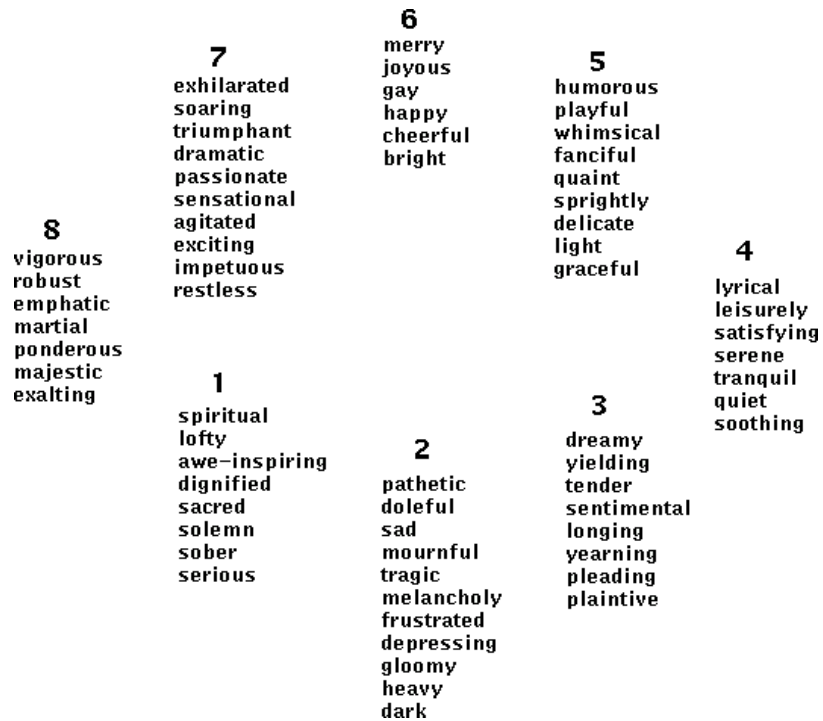 6
merry
joyous
gay
happy
cheerful
bright
7
exhilarated
soaring
triumphant
dramatic
passionate
sensational
agitated
exciting
impetuous
restless
5
humorous
playful
whimsical
fanciful
quaint
sprightly
delicate
light
graceful
8
vigorous
robust
emphatic
martial
ponderous
majestic
exalting
4
lyrical
leisurely
satisfying
serene
tranquil
quiet
soothing
1
spiritual
lofty
awe-inspiring
dignified
sacred
solemn
sober
serious
2
pathetic
doleful
sad
mournful
tragic
melancholy
frustrated
depressing
gloomy
heavy
dark
3
dreamy
yielding
tender
sentimental
longing
yearning
pleading
plaintive